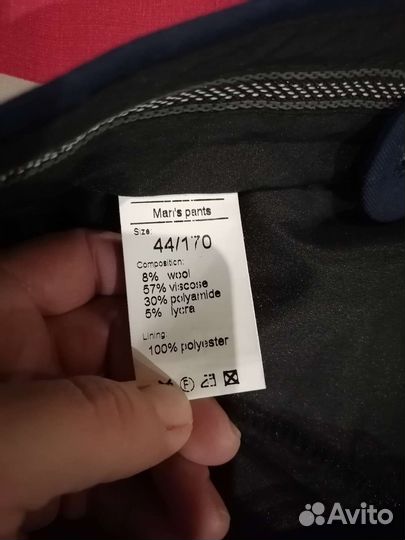 Man's pants
Size:
44/170
Composition:
8% wool
57% viscose
30% polyamide
5% lycra
Lining:
100% polyester
F
Avito